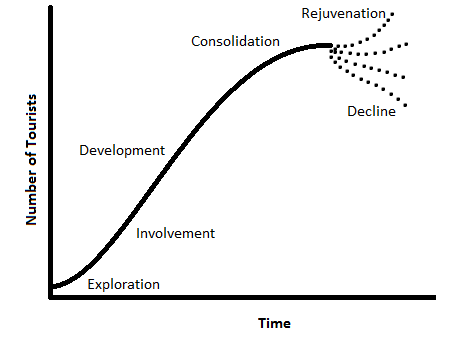 Rejuvenation
Consolidation
Decline
Development
Involvement
Exploration
Number of Tourists
Time